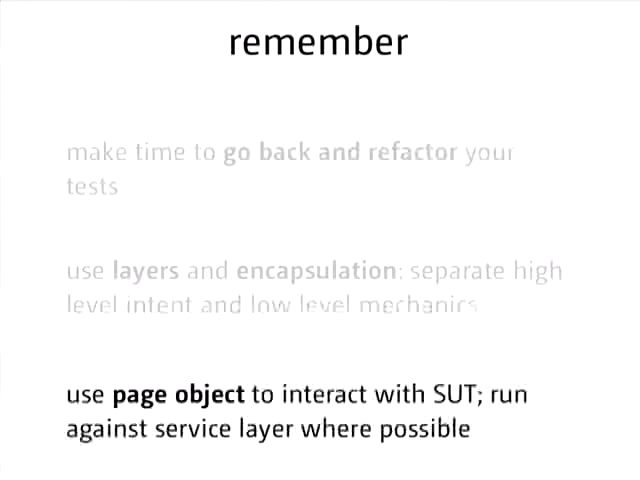 remember
make time to go back and refactor your
tests
use layers and encapsulation: separate high
level intent and low level mechanics
use page object to interact with SUT; run
against service layer where possible